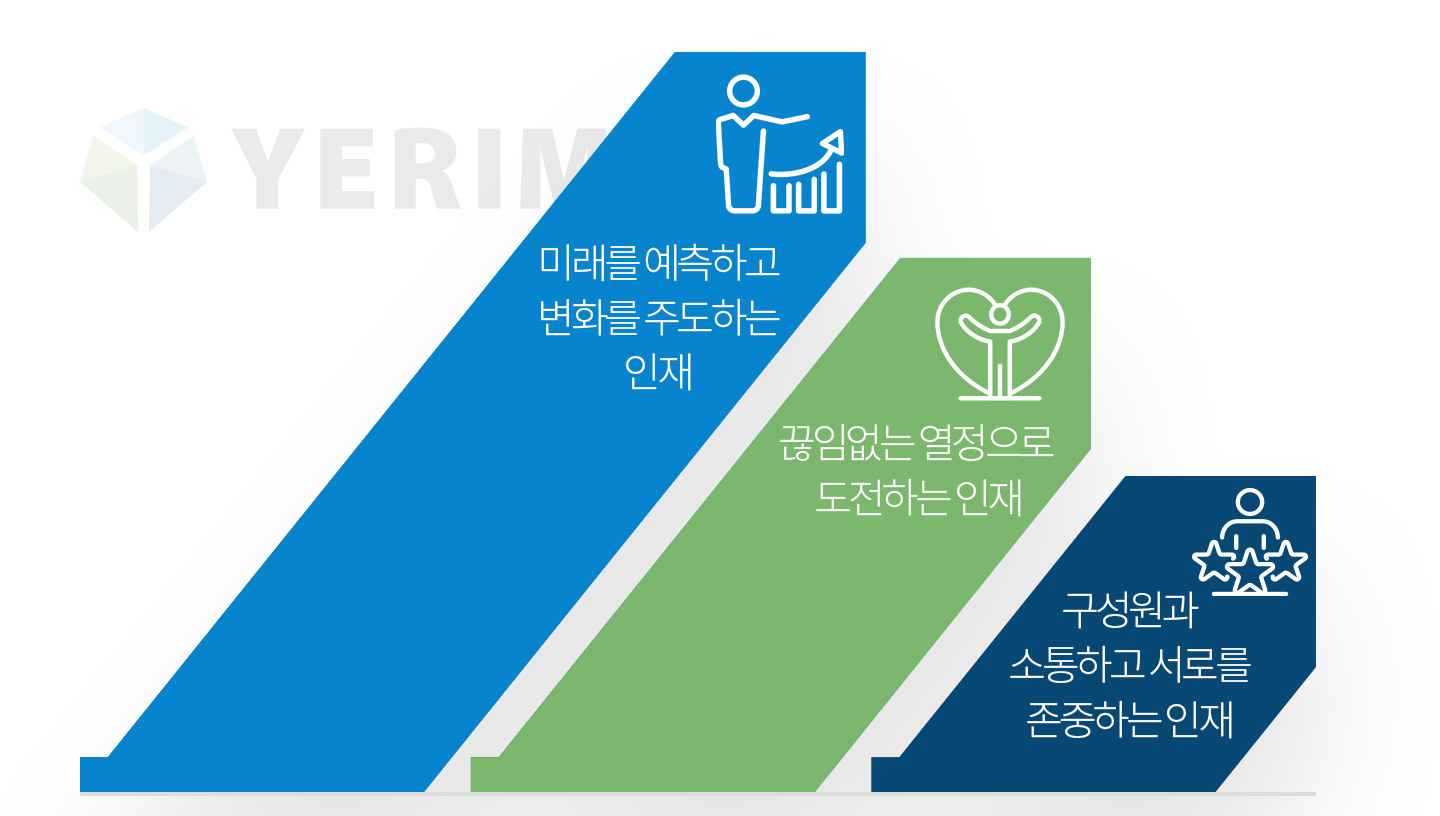 YERIM
미래를 예측하고
변화를 주도하는
인재
끊임없는 열정으로
도전하는 인재
구성원과
소통하고 서로를
존중하는 인재